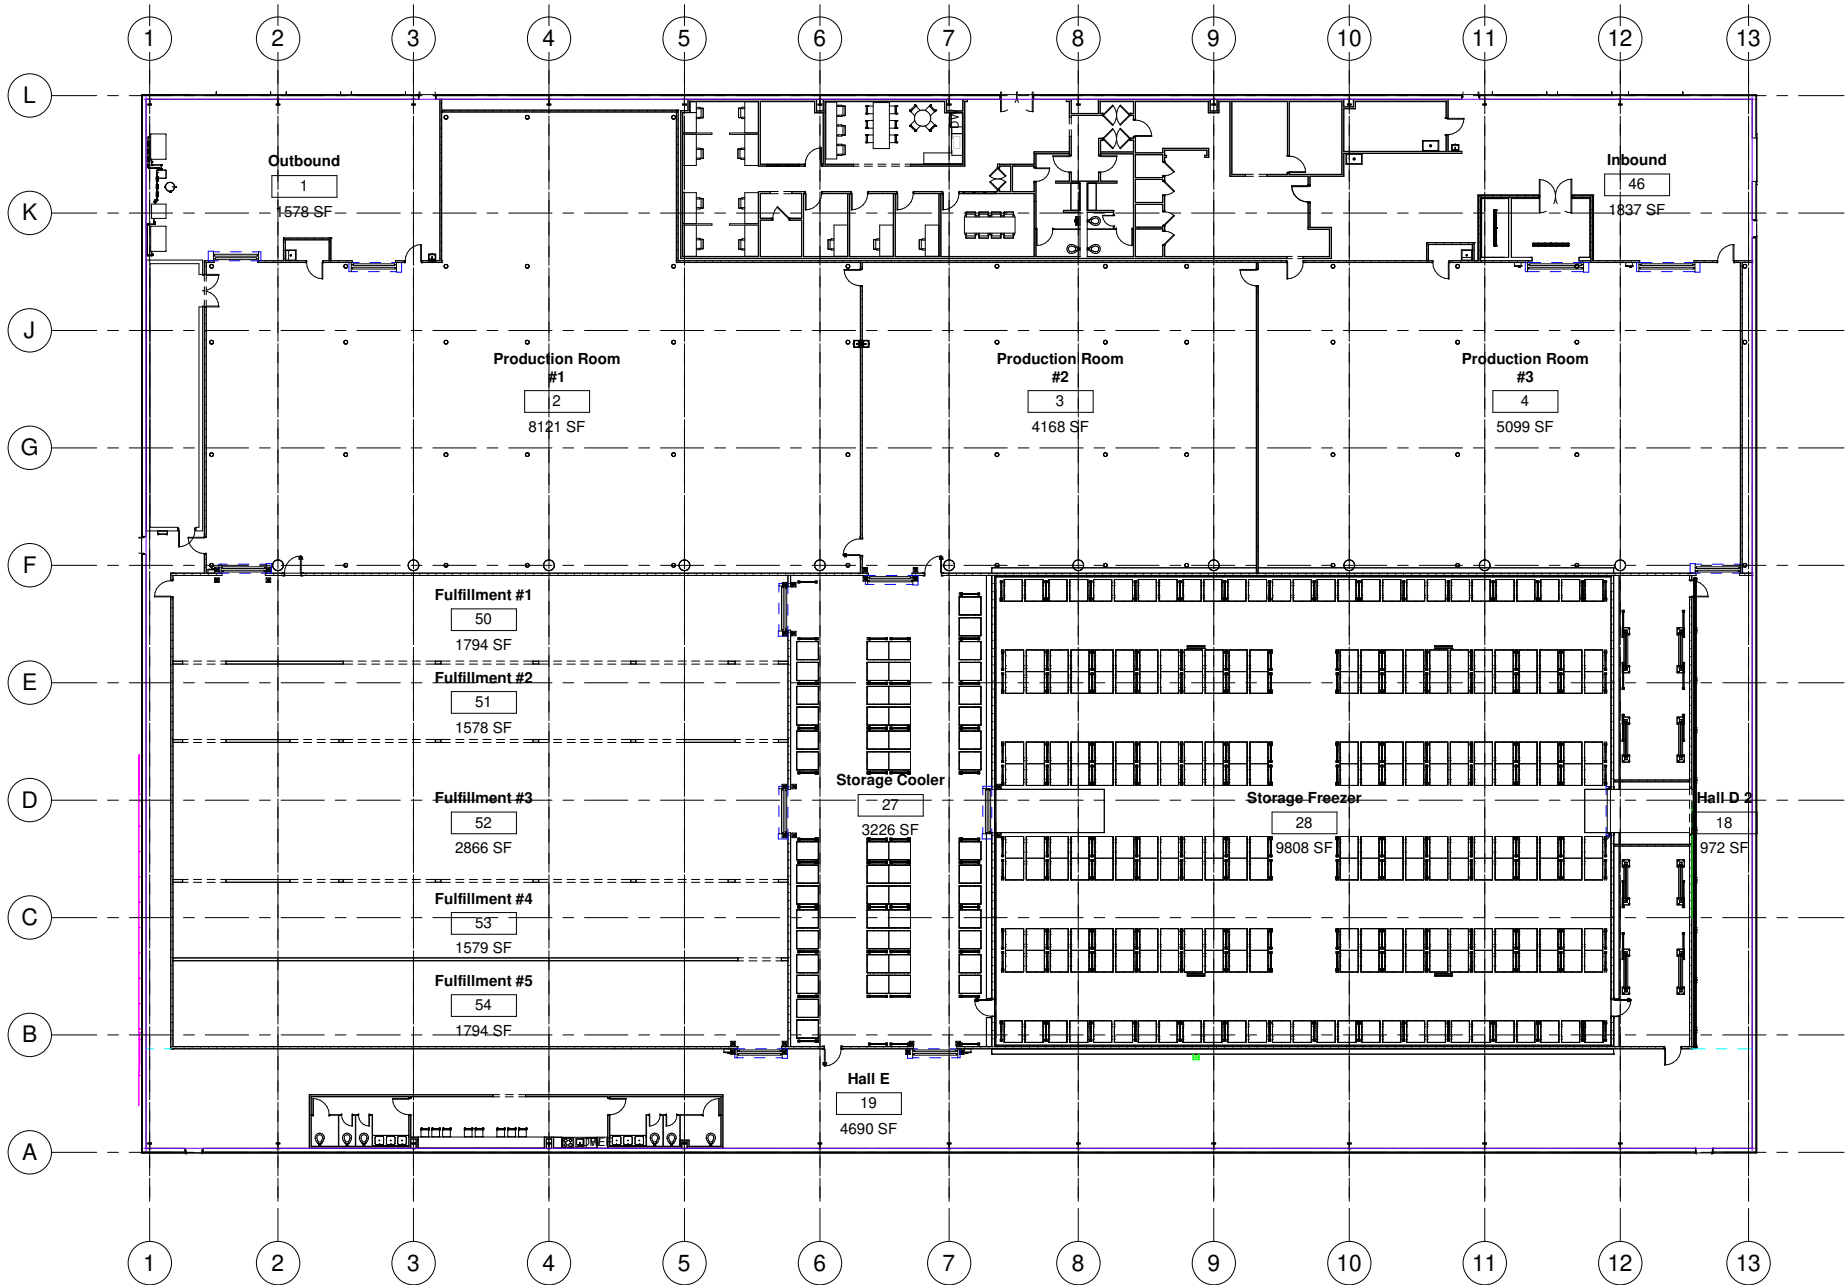 1 2 3 4 5 6 7 8 9 10 11 12 13
L
Outbound
1
1578 SF
Inbound
46
1837 SF
K
J
Production Room
#1
2
8121 SF
Production Room
#2
3
4168 SF
Production Room
#3
4
5099 SF
G
F
Fulfillment #1
50
1794 SF
E
Fulfillment #2
51
1578 SF
D
Fulfillment #3
52
2866 SF
Storage Cooler
27
3226 SF
Storage Freezer
28
9808 SF
Hall D 2
18
972 SF
C
Fulfillment #4
53
1579 SF
Fulfillment #5
54
1794 SF
B
Hall E
19
4690 SF
A
1 2 3 4 5 6 7 8 9 10 11 12 13